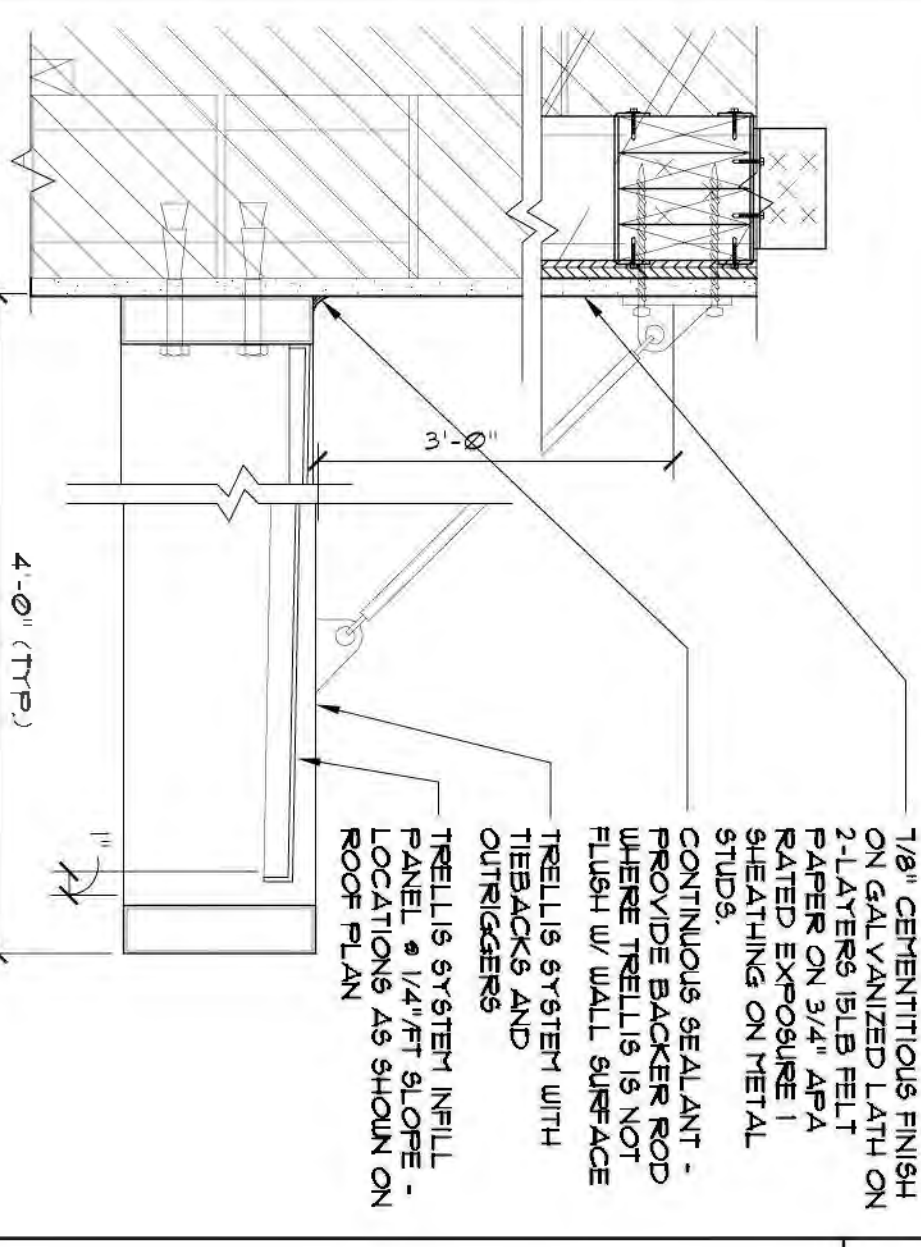 7/8" CEMENTITIOUS FINISH
ON GALVANIZED LATH ON
2-LAYERS 15LB FELT
PAPER ON 3/4" APA
RATED EXPOSURE 1
SHEATHING ON METAL
STUDS.
CONTINUOUS SEALANT -
PROVIDE BACKER ROD
WHERE TRELLIS IS NOT
FLUSH W/ WALL SURFACE
TRELLIS SYSTEM WITH
TIEBACKS AND
OUTRIGGERS
TRELLIS SYSTEM INFILL
PANEL @ 1/4"/FT SLOPE -
LOCATIONS AS SHOWN ON
ROOF PLAN
3'-0"
1"
4'-0" (TYP.)